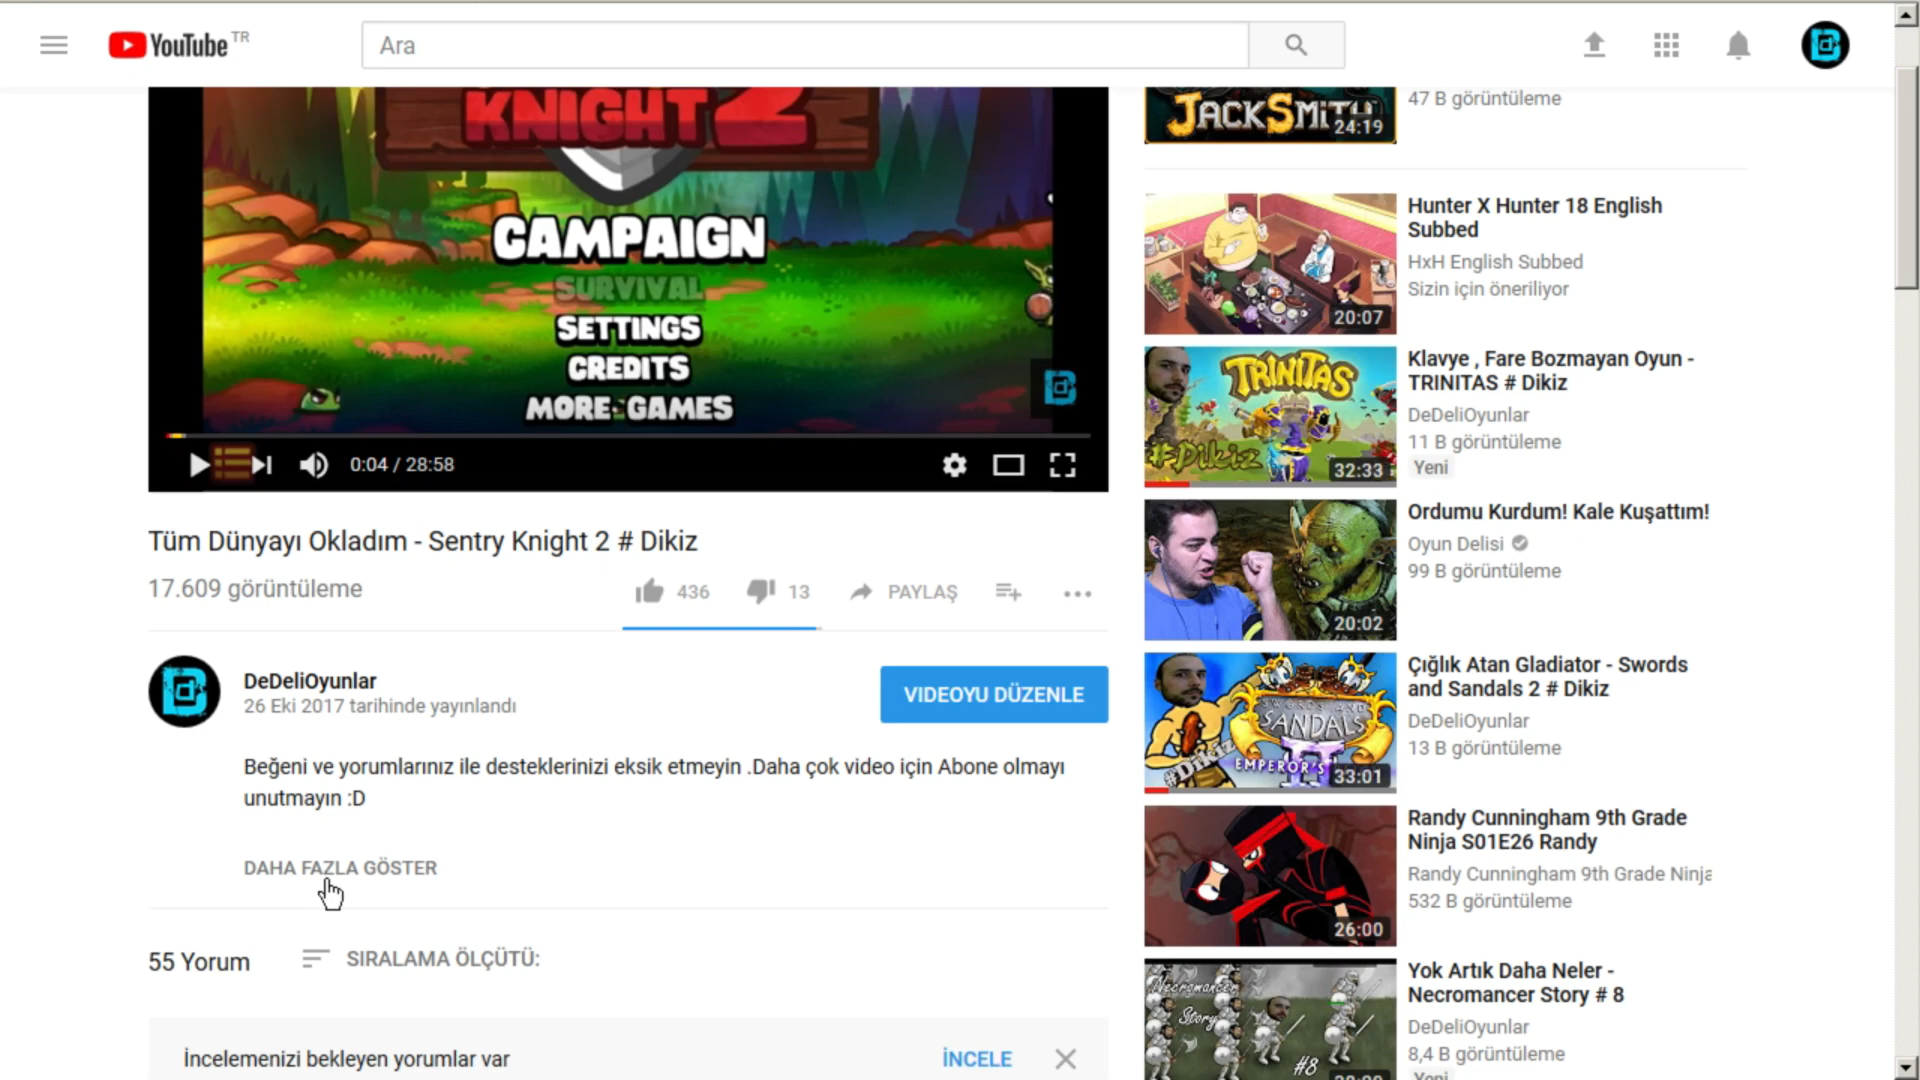 YouTube TR
Ara
KNIGHT 2
CAMPAIGN
SURVIVAL
SETTINGS
CREDITS
MORE GAMES
0:04 / 28:58
Tüm Dünyayı Okladım - Sentry Knight 2 # Dikiz
17.609 görüntüleme
436
13
PAYLAŞ
DeDeliOyunlar
26 Eki 2017 tarihinde yayınlandı
VIDEOYU DÜZENLE
Beğeni ve yorumlarınız ile desteklerinizi eksik etmeyin .Daha çok video için Abone olmayı
unutmayın :D
DAHA FAZLA GÖSTER
55 Yorum
SIRALAMA ÖLÇÜTÜ:
İncelemenizi bekleyen yorumlar var
İNCELE
JACKSMITH
24:19
47 B görüntüleme
20:07
Hunter X Hunter 18 English
Subbed
HxH English Subbed
Sizin için öneriliyor
TRINITAS
#Dikiz
32:33
Klavye , Fare Bozmayan Oyun -
TRINITAS # Dikiz
DeDeliOyunlar
11 B görüntüleme
Yeni
20:02
Ordumu Kurdum! Kale Kuşattım!
Oyun Delisi
99 B görüntüleme
SWORDS AND
SANDALS
II
EMPEROR'S
#Dikiz
33:01
Çığlık Atan Gladiator - Swords
and Sandals 2 # Dikiz
DeDeliOyunlar
13 B görüntüleme
26:00
Randy Cunningham 9th Grade
Ninja S01E26 Randy
Randy Cunningham 9th Grade Ninja
532 B görüntüleme
Necromancer
Story
#8
Yok Artık Daha Neler -
Necromancer Story # 8
DeDeliOyunlar
8,4 B görüntüleme
Yeni